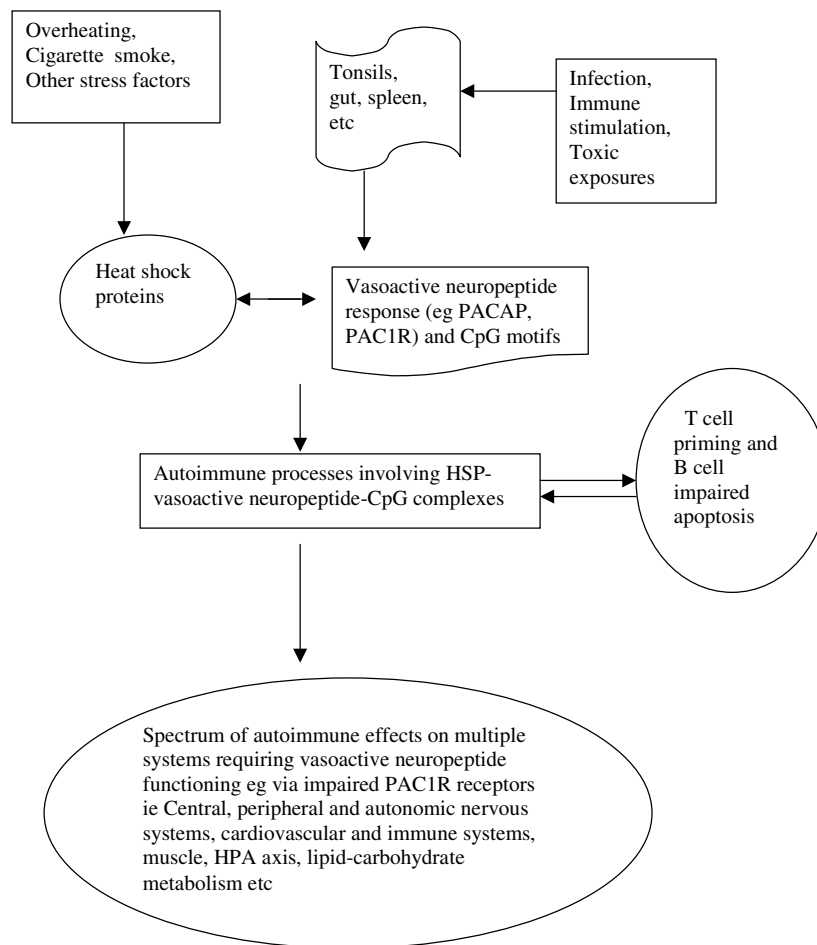 Overheating,
Cigarette smoke,
Other stress factors
Tonsils,
gut, spleen,
etc
Infection,
Immune
stimulation,
Toxic
exposures
Heat shock
proteins
Vasoactive neuropeptide
response (eg PACAP,
PAC1R) and CpG motifs
T cell
priming and
B cell
impaired
apoptosis
Autoimmune processes involving HSP-
vasoactive neuropeptide-CpG complexes
Spectrum of autoimmune effects on multiple
systems requiring vasoactive neuropeptide
functioning eg via impaired PAC1R receptors
ie Central, peripheral and autonomic nervous
systems, cardiovascular and immune systems,
muscle, HPA axis, lipid-carbohydrate
metabolism etc